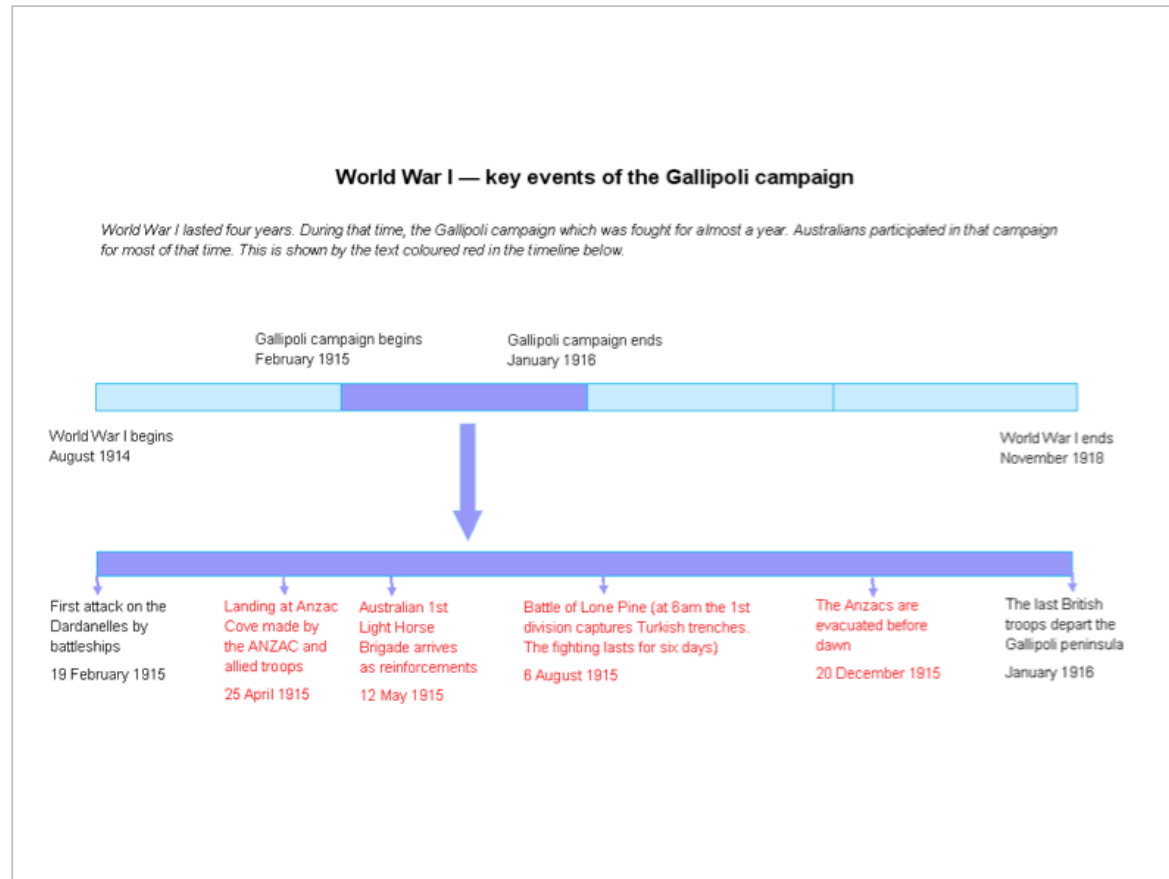 World War I — key events of the Gallipoli campaign
World War I lasted four years. During that time, the Gallipoli campaign which was fought for almost a year. Australians participated in that campaign
for most of that time. This is shown by the text coloured red in the timeline below.
Gallipoli campaign begins
February 1915
Gallipoli campaign ends
January 1916
World War I begins
August 1914
World War I ends
November 1918
First attack on the
Dardanelles by
battleships
19 February 1915
Landing at Anzac
Cove made by
the ANZAC and
allied troops
25 April 1915
Australian 1st
Light Horse
Brigade arrives
as reinforcements
12 May 1915
Battle of Lone Pine (at 6am the 1st
division captures Turkish trenches.
The fighting lasts for six days)
6 August 1915
The Anzacs are
evacuated before
dawn
20 December 1915
The last British
troops depart the
Gallipoli peninsula
January 1916